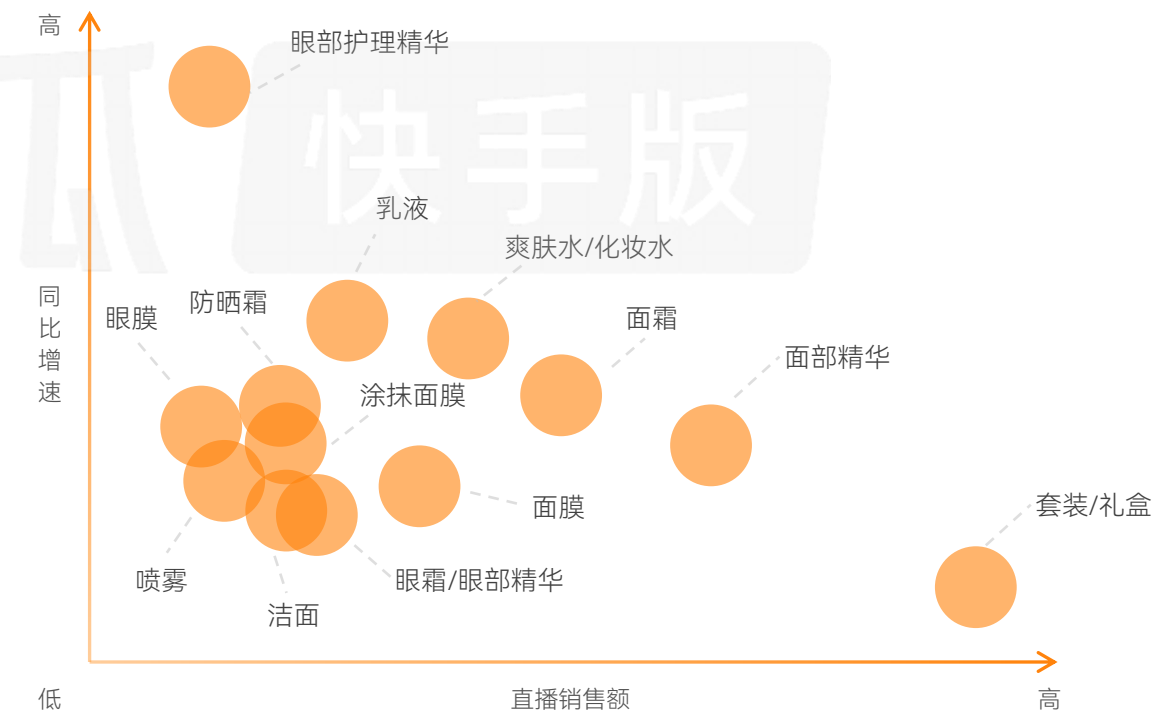 高
眼部护理精华
快手版
乳液
爽肤水/化妆水
同比增速
眼膜
防晒霜
面霜
面部精华
涂抹面膜
套装/礼盒
面膜
喷雾
眼霜/眼部精华
洁面
低
直播销售额
高